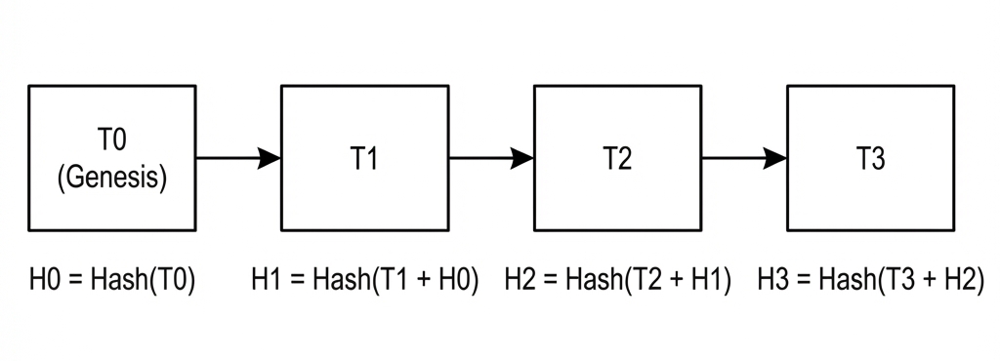 T0
(Genesis)
T1
T2
T3
H0 = Hash(T0)
H1 = Hash(T1 + H0)
H2 = Hash(T2 + H1)
H3 = Hash(T3 + H2)